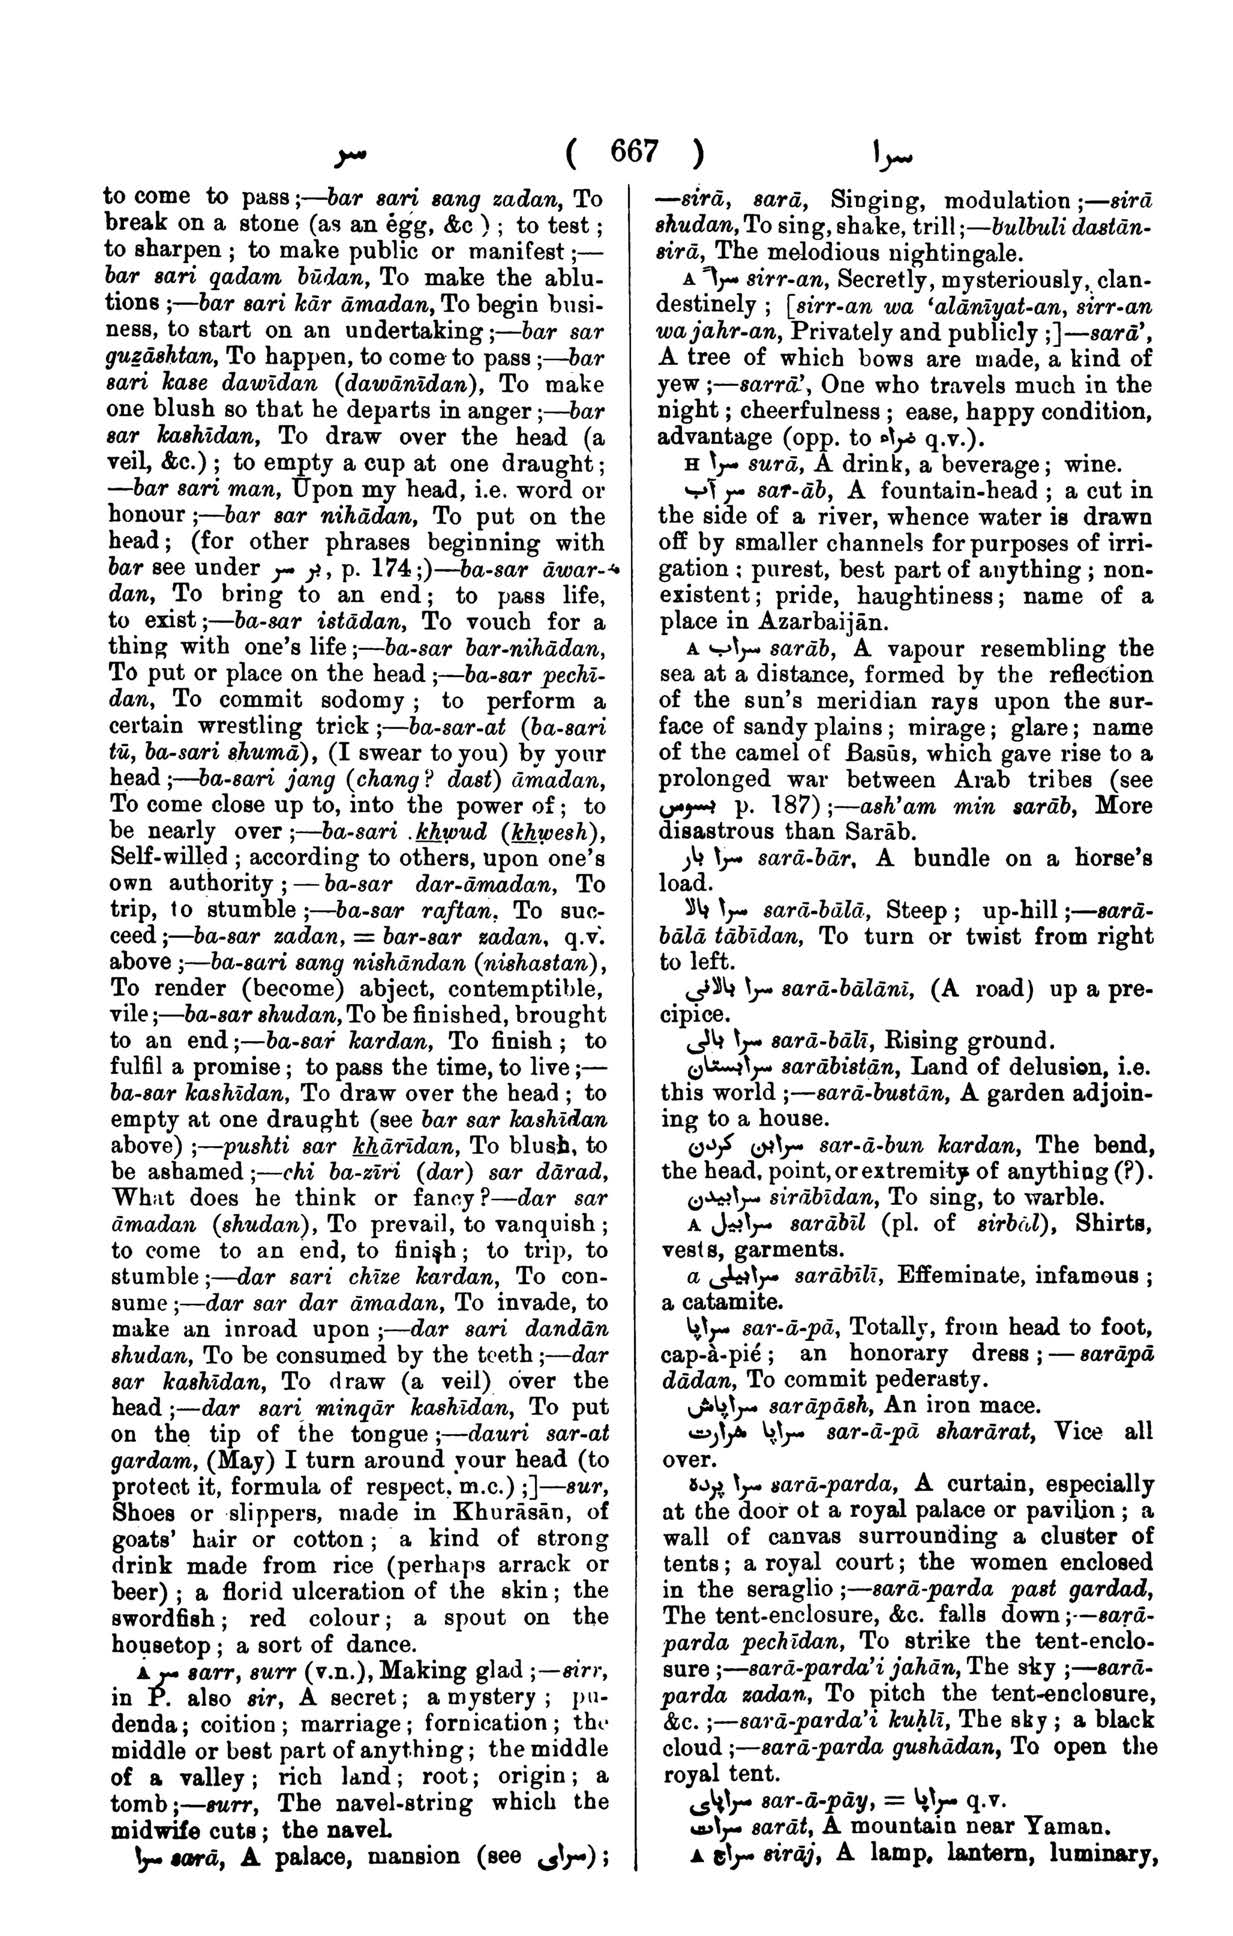 سر ( 667 ) سرا
to come to pass ;—bar sari sang zadan, To
break on a stone (as an egg, &c ) ; to test ;
to sharpen ; to make public or manifest ;—
bar sari qadam būdan, To make the ablu-
tions ;—bar sari kār āmadan, To begin busi-
ness, to start on an undertaking ;—bar sar
guzāshtan, To happen, to come to pass ;—bar
sari kase dawīdan (dawānīdan), To make
one blush so that he departs in anger ;—bar
sar kashīdan, To draw over the head (a
veil, &c.) ; to empty a cup at one draught ;
—bar sari man, Upon my head, i.e. word or
honour ;—bar sar nihādan, To put on the
head ; (for other phrases beginning with
bar see under بر سر, p. 174 ;)—ba-sar āwar-
dan, To bring to an end ; to pass life,
to exist ;—ba-sar istādan, To vouch for a
thing with one's life ;—ba-sar bar-nihādan,
To put or place on the head ;—ba-sar pechī-
dan, To commit sodomy ; to perform a
certain wrestling trick ;—ba-sar-at (ba-sari
tū, ba-sari shumā), (I swear to you) by your
head ;—ba-sari jang (chang ? dast) āmadan,
To come close up to, into the power of ; to
be nearly over ;—ba-sari khẉud (khẉesh),
Self-willed ; according to others, upon one's
own authority ; — ba-sar dar-āmadan, To
trip, to stumble ;—ba-sar raftan, To suc-
ceed ;—ba-sar zadan, = bar-sar zadan, q.v.
above ;—ba-sari sang nishāndan (nishastan),
To render (become) abject, contemptible,
vile ;—ba-sar shudan, To be finished, brought
to an end ;—ba-sar kardan, To finish ; to
fulfil a promise ; to pass the time, to live ;—
ba-sar kashīdan, To draw over the head ; to
empty at one draught (see bar sar kashīdan
above) ;—pushti sar khārīdan, To blush, to
be ashamed ;—chi ba-zīri (dar) sar dārad,
What does he think or fancy ?—dar sar
āmadan (shudan), To prevail, to vanquish ;
to come to an end, to finish ; to trip, to
stumble ;—dar sari chīze kardan, To con-
sume ;—dar sar dar āmadan, To invade, to
make an inroad upon ;—dar sari dandān
shudan, To be consumed by the teeth ;—dar
sar kashīdan, To draw (a veil) over the
head ;—dar sari minqār kashīdan, To put
on the tip of the tongue ;—dauri sar-at
gardam, (May) I turn around your head (to
protect it, formula of respect, m.c.) ;]—sur,
Shoes or slippers, made in Khurāsān, of
goats' hair or cotton ; a kind of strong
drink made from rice (perhaps arrack or
beer) ; a florid ulceration of the skin ; the
swordfish ; red colour ; a spout on the
housetop ; a sort of dance.
A سر sarr, surr (v.n.), Making glad ;—sirr,
in P. also sir, A secret ; a mystery ; pu-
denda ; coition ; marriage ; fornication ; the
middle or best part of anything ; the middle
of a valley ; rich land ; root ; origin ; a
tomb ;—surr, The navel-string which the
midwife cuts ; the navel.
سرا sarā, A palace, mansion (see سرای) ;
—sirā, sarā, Singing, modulation ;—sirā
shudan, To sing, shake, trill ;—bulbuli dastān-
sirā, The melodious nightingale.
A سرًا sirr-an, Secretly, mysteriously, clan-
destinely ; [sirr-an wa ‘alānīyat-an, sirr-an
wa jahr-an, Privately and publicly ;]—sarā’,
A tree of which bows are made, a kind of
yew ;—sarrā’, One who travels much in the
night ; cheerfulness ; ease, happy condition,
advantage (opp. to ضراء q.v.).
H سرا surā, A drink, a beverage ; wine.
سر آب sar-āb, A fountain-head ; a cut in
the side of a river, whence water is drawn
off by smaller channels for purposes of irri-
gation ; purest, best part of anything ; non-
existent ; pride, haughtiness ; name of a
place in Azarbaijān.
A سراب sarāb, A vapour resembling the
sea at a distance, formed by the reflection
of the sun's meridian rays upon the sur-
face of sandy plains ; mirage ; glare ; name
of the camel of Basūs, which gave rise to a
prolonged war between Arab tribes (see
بسوس p. 187) ;—ash’am min sarāb, More
disastrous than Sarāb.
سرا بار sarā-bār, A bundle on a horse's
load.
سرا بالا sarā-bālā, Steep ; up-hill ;—sarā-
bālā tābīdan, To turn or twist from right
to left.
سرا بالانی sarā-bālānī, (A road) up a pre-
cipice.
سرا بالی sarā-bālī, Rising ground.
سرابستان sarābistān, Land of delusion, i.e.
this world ;—sarā-bustān, A garden adjoin-
ing to a house.
سرابن کردن sar-ā-bun kardan, The bend,
the head, point, or extremity of anything (?).
سرابیدن sirābīdan, To sing, to warble.
A سرابیل sarābīl (pl. of sirbāl), Shirts,
vests, garments.
a سرابیلی sarābīlī, Effeminate, infamous ;
a catamite.
سراپا sar-ā-pā, Totally, from head to foot,
cap-à-pié ; an honorary dress ; — sarāpā
dādan, To commit pederasty.
سراپاش sarāpāsh, An iron mace.
سراپا شرارت sar-ā-pā sharārat, Vice all
over.
سرا پرده sarā-parda, A curtain, especially
at the door of a royal palace or pavilion ; a
wall of canvas surrounding a cluster of
tents ; a royal court ; the women enclosed
in the seraglio ;—sarā-parda past gardad,
The tent-enclosure, &c. falls down ;—sarā-
parda pechīdan, To strike the tent-enclo-
sure ;—sarā-parda’i jahān, The sky ;—sarā-
parda zadan, To pitch the tent-enclosure,
&c. ;—sarā-parda’i kuḥlī, The sky ; a black
cloud ;—sarā-parda gushādan, To open the
royal tent.
سراپای sar-ā-pāy, = سراپا q.v.
سرات sarāt, A mountain near Yaman.
A سراج sirāj, A lamp, lantern, luminary,